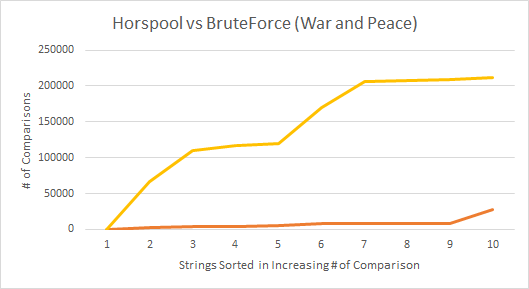 Horspool vs BruteForce (War and Peace)
250000
200000
150000
100000
50000
0
# of Comparisons
1 2 3 4 5 6 7 8 9 10
Strings Sorted in Increasing # of Comparison